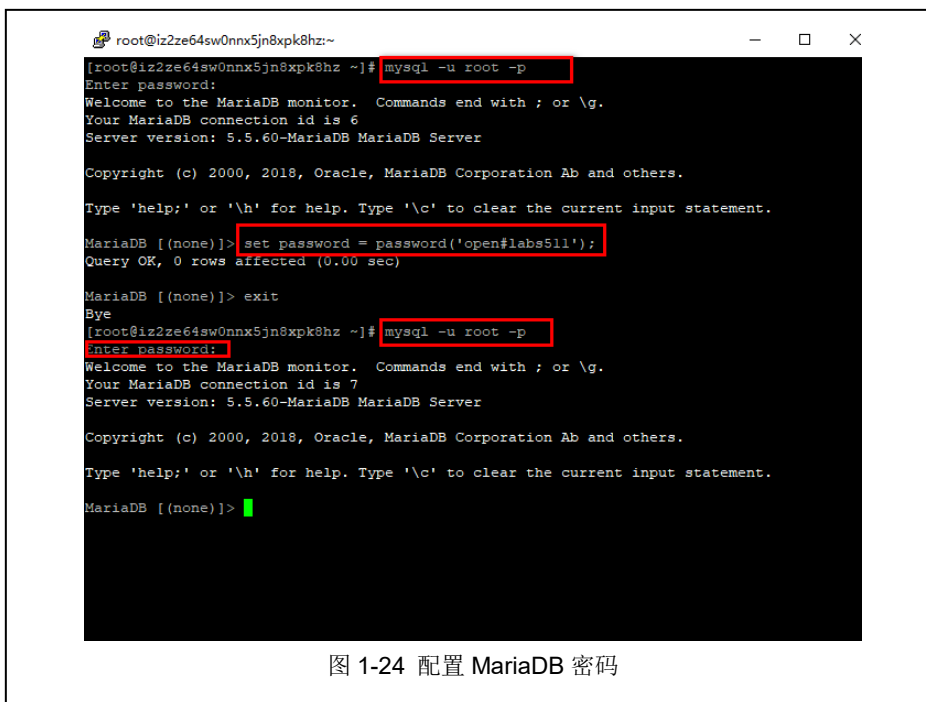 root@iz2ze64sw0nnx5jn8xpk8hz:~
[root@iz2ze64sw0nnx5jn8xpk8hz ~]# mysql -u root -p
Enter password:
Welcome to the MariaDB monitor.  Commands end with ; or \g.
Your MariaDB connection id is 6
Server version: 5.5.60-MariaDB MariaDB Server
Copyright (c) 2000, 2018, Oracle, MariaDB Corporation Ab and others.
Type 'help;' or '\h' for help. Type '\c' to clear the current input statement.
MariaDB [(none)]> set password = password('open#labs511');
Query OK, 0 rows affected (0.00 sec)
MariaDB [(none)]> exit
Bye
[root@iz2ze64sw0nnx5jn8xpk8hz ~]# mysql -u root -p
Enter password:
Welcome to the MariaDB monitor.  Commands end with ; or \g.
Your MariaDB connection id is 7
Server version: 5.5.60-MariaDB MariaDB Server
Copyright (c) 2000, 2018, Oracle, MariaDB Corporation Ab and others.
Type 'help;' or '\h' for help. Type '\c' to clear the current input statement.
MariaDB [(none)]>
图 1-24 配置 MariaDB 密码